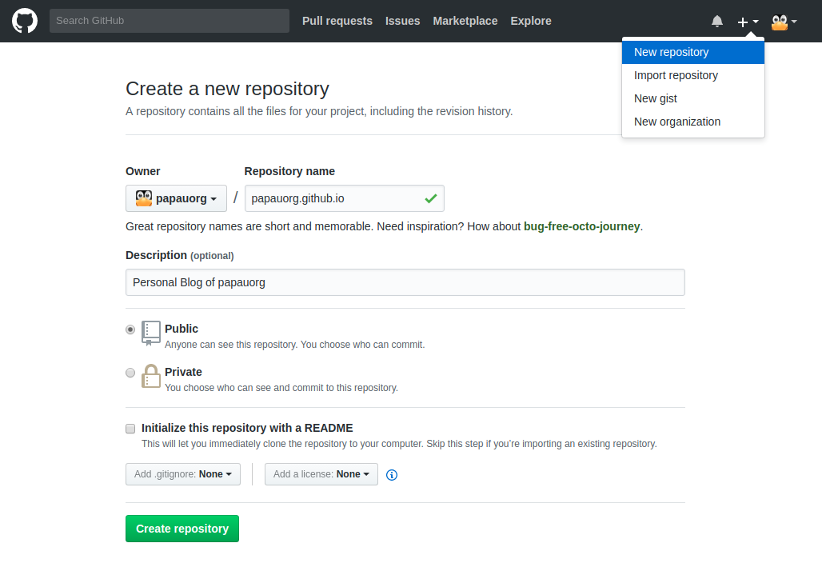 Search GitHub
Pull requests Issues Marketplace Explore
New repository
Import repository
New gist
New organization
Create a new repository
A repository contains all the files for your project, including the revision history.
Owner Repository name
papauorg / papauorg.github.io
Great repository names are short and memorable. Need inspiration? How about bug-free-octo-journey.
Description (optional)
Personal Blog of papauorg
Public
Anyone can see this repository. You choose who can commit.
Private
You choose who can see and commit to this repository.
Initialize this repository with a README
This will let you immediately clone the repository to your computer. Skip this step if you’re importing an existing repository.
Add .gitignore: None Add a license: None
Create repository